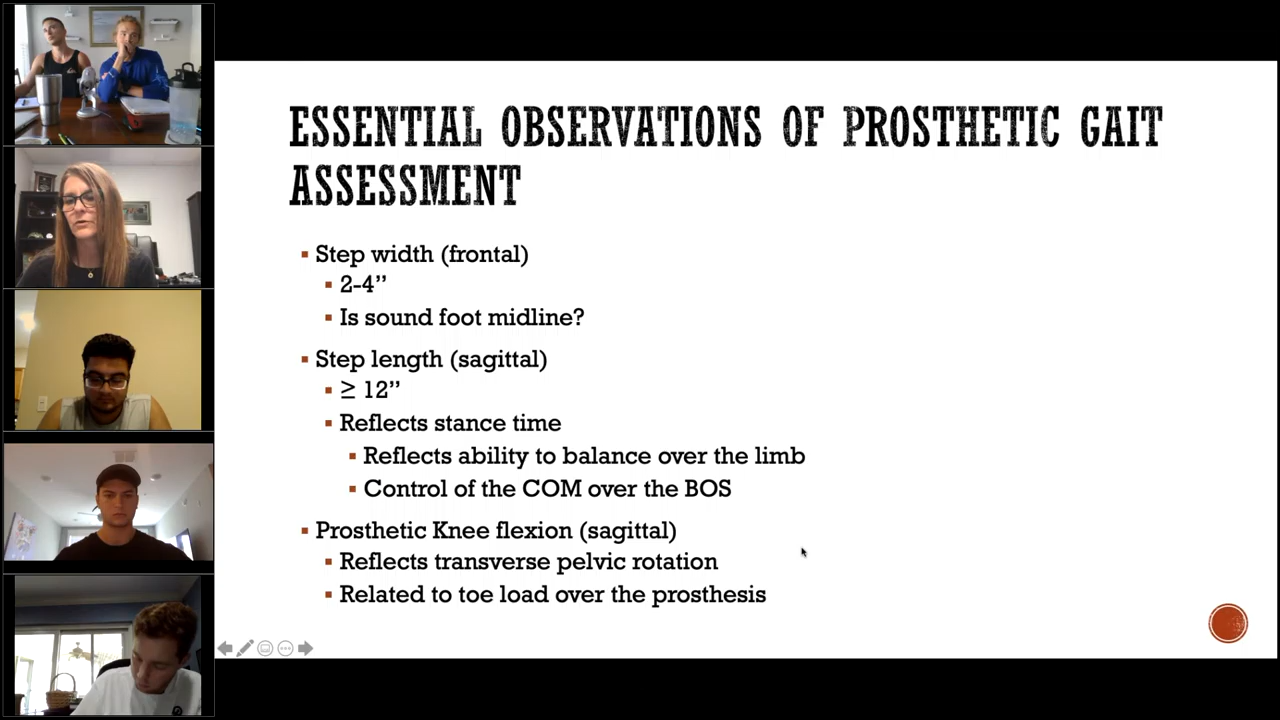 ESSENTIAL OBSERVATIONS OF PROSTHETIC GAIT
ASSESSMENT
▪ Step width (frontal)
▪ 2-4”
▪ Is sound foot midline?
▪ Step length (sagittal)
▪ ≥ 12”
▪ Reflects stance time
▪ Reflects ability to balance over the limb
▪ Control of the COM over the BOS
▪ Prosthetic Knee flexion (sagittal)
▪ Reflects transverse pelvic rotation
▪ Related to toe load over the prosthesis